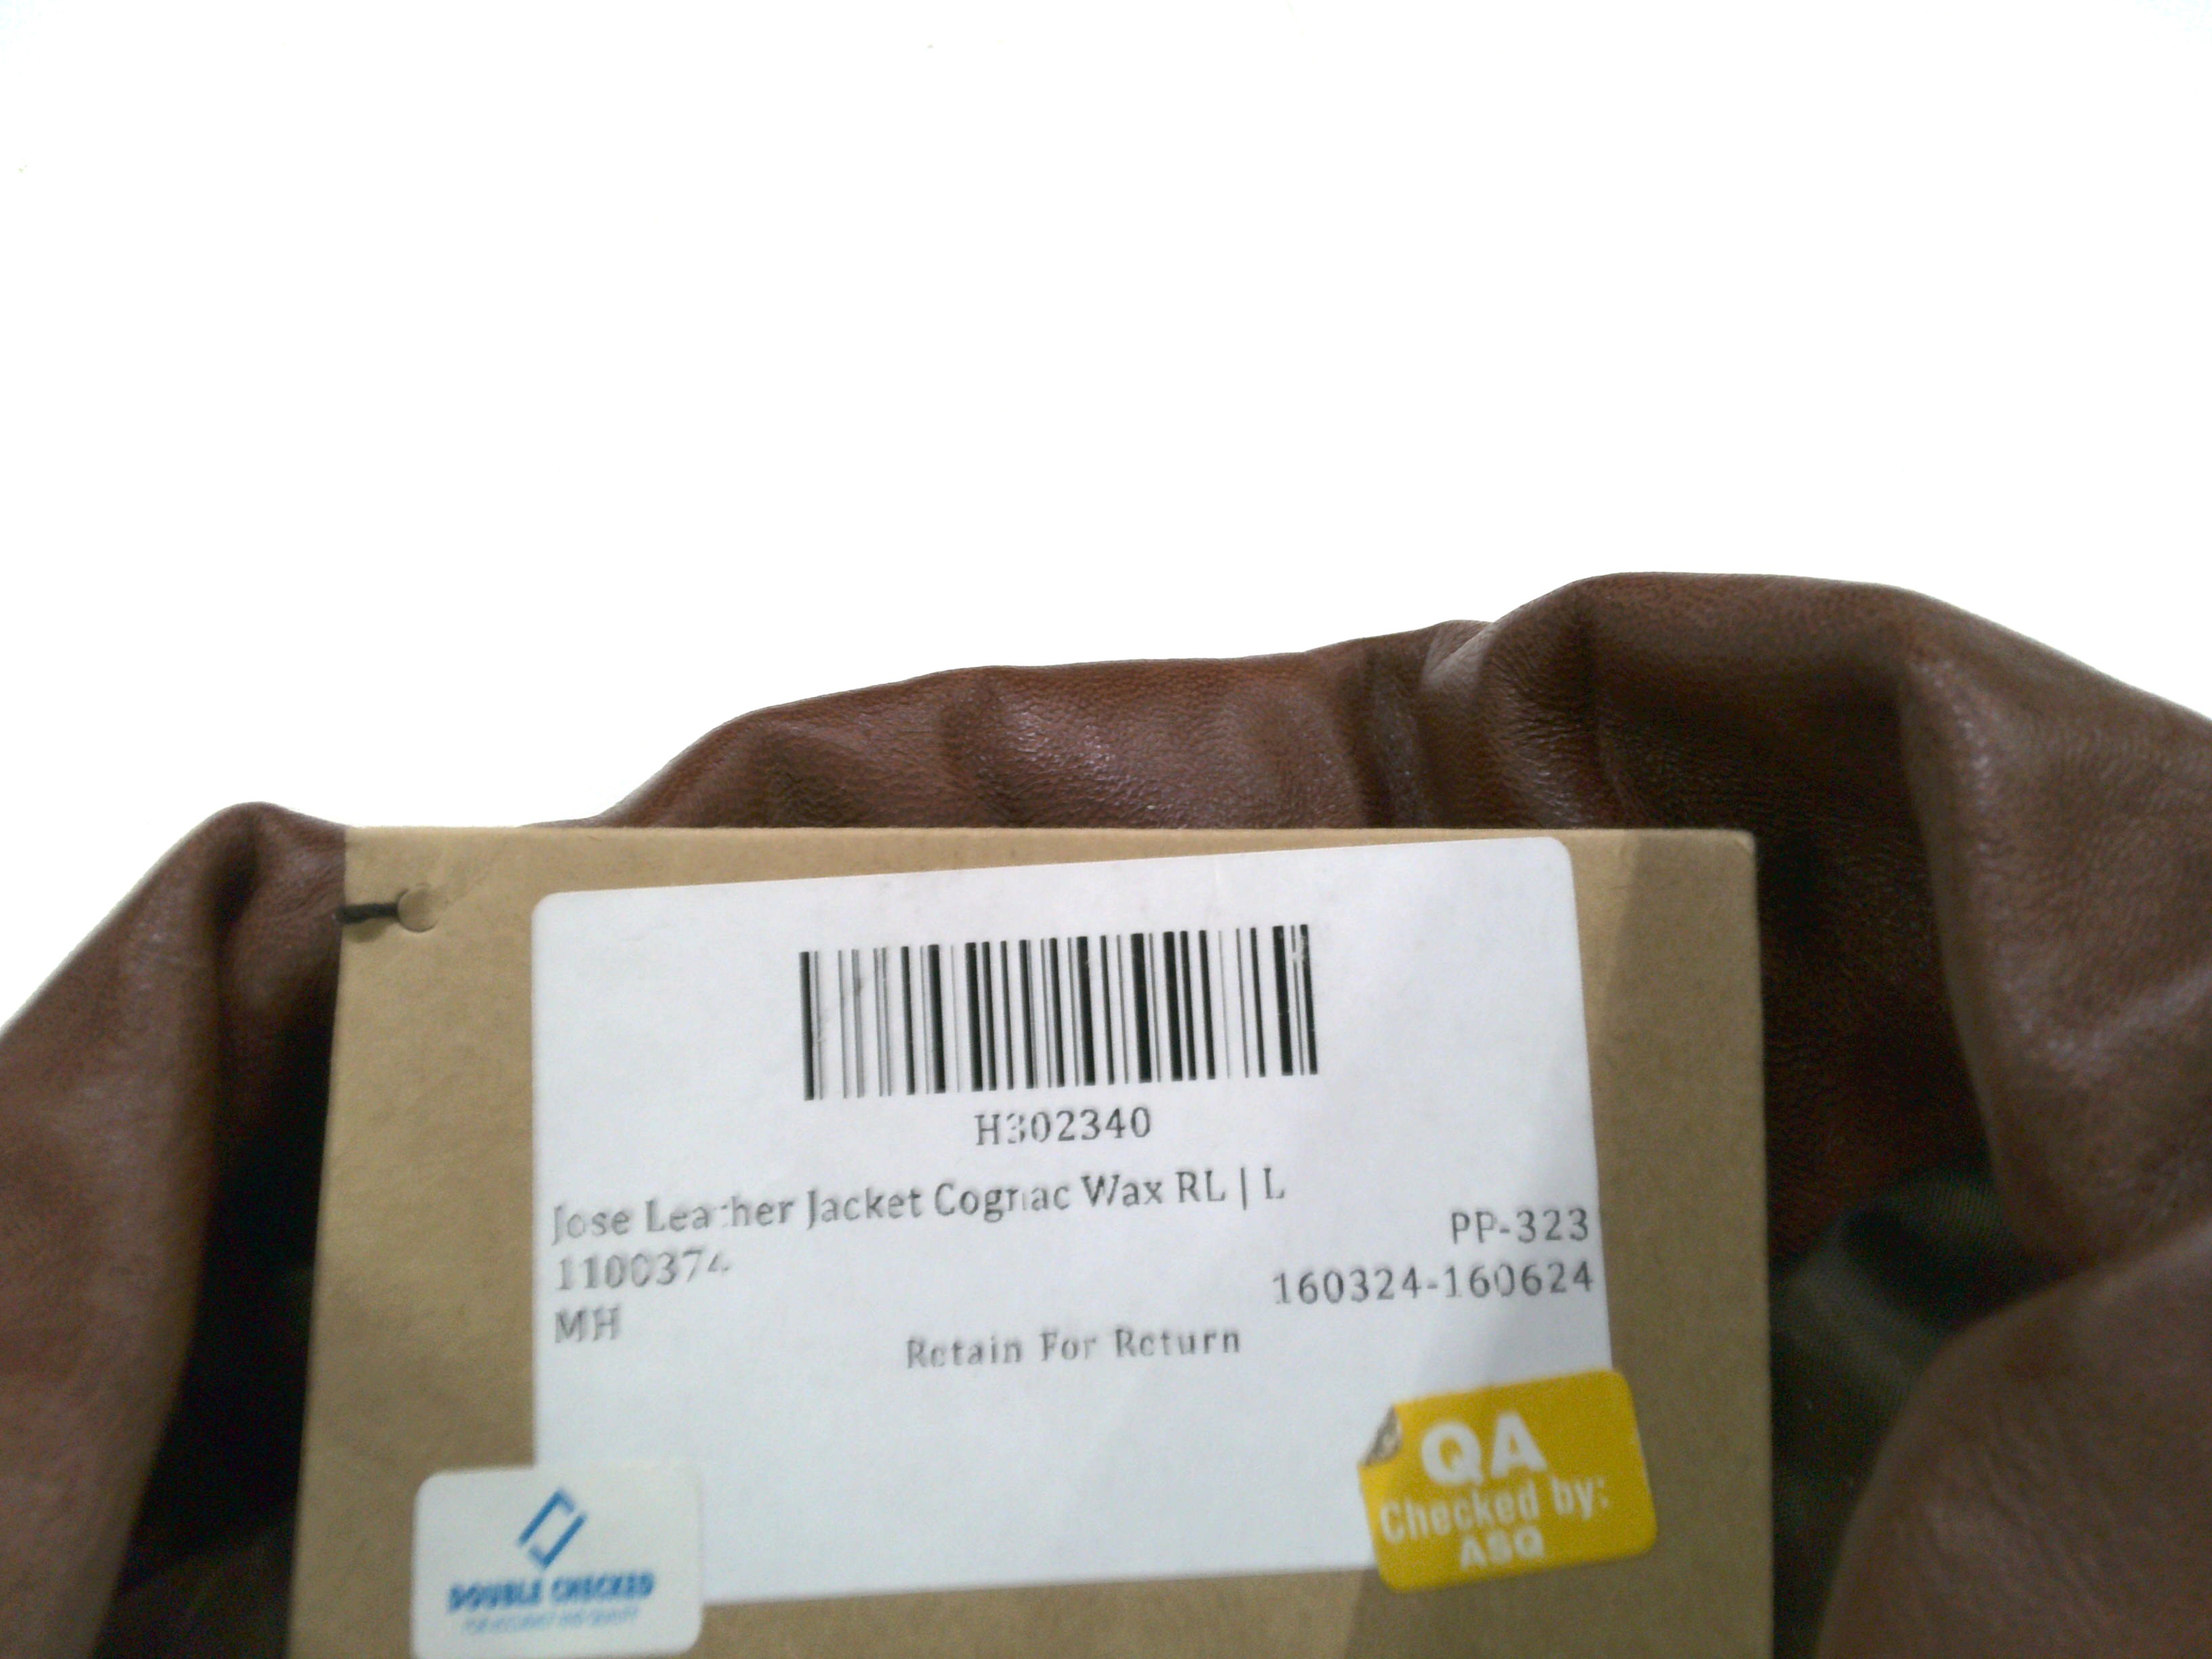 H302340
Jose Leather Jacket Cognac Wax RL | L
PP-323
1100374
160324-160624
MH
Retain For Return
QA
Checked by:
ASQ
DOUBLE CHECKED